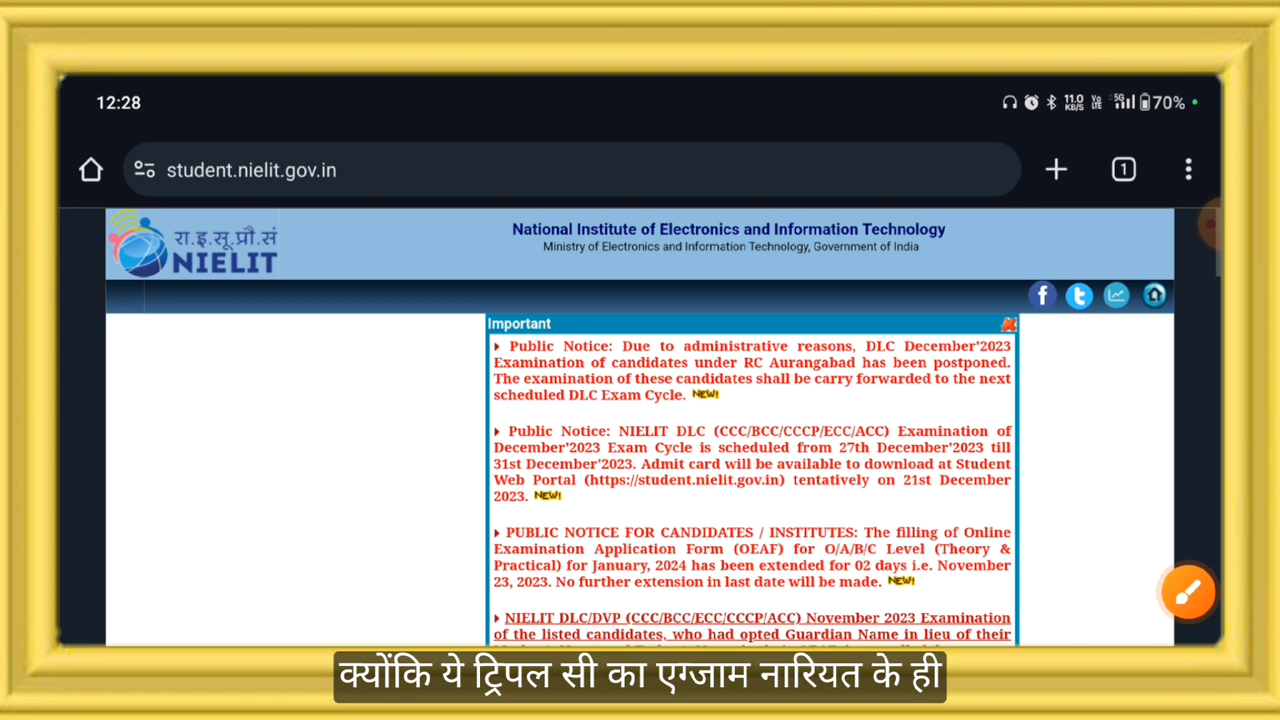 12:28
11.0
KB/S
Vo
LTE
5G
70%
student.nielit.gov.in
1
रा.इ.सू.प्रौ.सं
NIELIT
National Institute of Electronics and Information Technology
Ministry of Electronics and Information Technology, Government of India
Important
Public Notice: Due to administrative reasons, DLC December'2023
Examination of candidates under RC Aurangabad has been postponed.
The examination of these candidates shall be carry forwarded to the next
scheduled DLC Exam Cycle. NEW!
Public Notice: NIELIT DLC (CCC/BCC/CCCP/ECC/ACC) Examination of
December'2023 Exam Cycle is scheduled from 27th December'2023 till
31st December'2023. Admit card will be available to download at Student
Web Portal (https://student.nielit.gov.in) tentatively on 21st December
2023. NEW!
PUBLIC NOTICE FOR CANDIDATES / INSTITUTES: The filling of Online
Examination Application Form (OEAF) for O/A/B/C Level (Theory &
Practical) for January, 2024 has been extended for 02 days i.e. November
23, 2023. No further extension in last date will be made. NEW!
NIELIT DLC/DVP (CCC/BCC/ECC/CCCP/ACC) November 2023 Examination
of the listed candidates, who had opted Guardian Name in lieu of their
क्योंकि ये ट्रिपल सी का एग्जाम नारियत के ही